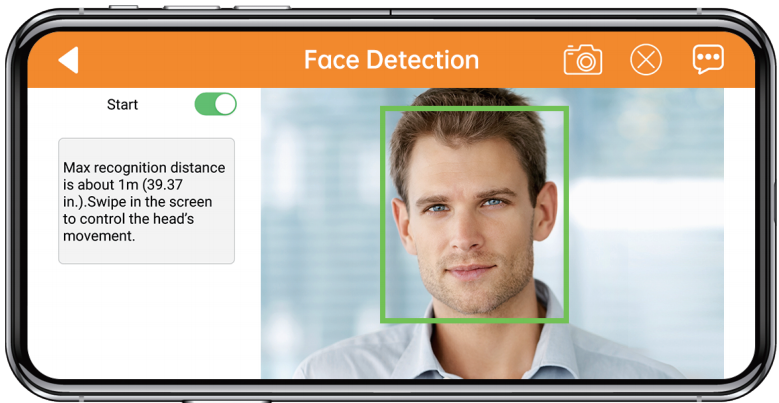 Face Detection
Start
Max recognition distance
is about 1m (39.37
in.).Swipe in the screen
to control the head's
movement.